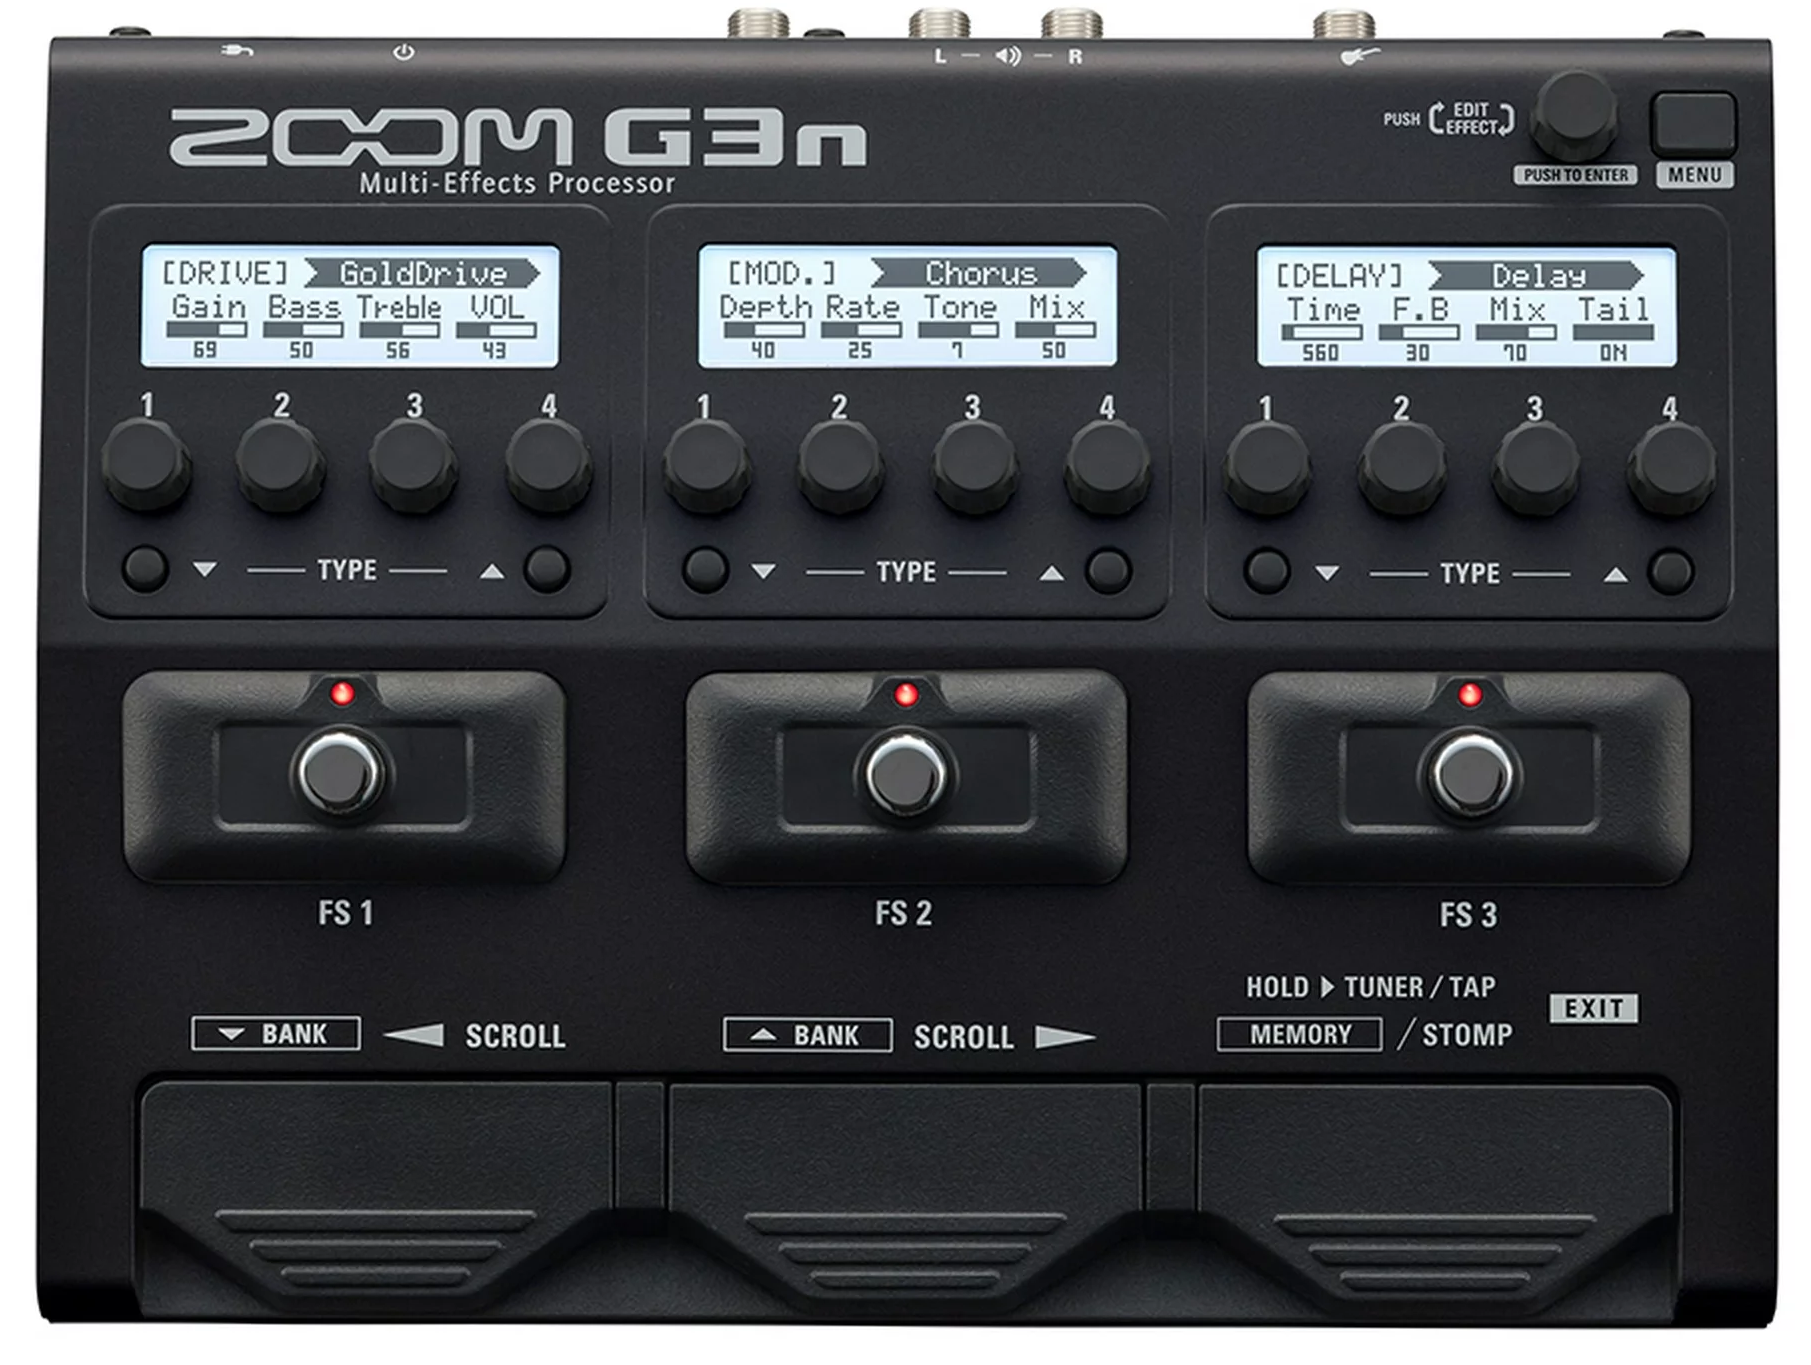 L R
ZOOM G3n
Multi-Effects Processor
PUSH EDIT EFFECT
PUSH TO ENTER MENU
[DRIVE] GoldDrive
Gain Bass Treble VOL
69 50 56 43
1 2 3 4
TYPE
[MOD.] Chorus
Depth Rate Tone Mix
40 25 7 50
1 2 3 4
TYPE
[DELAY] Delay
Time F.B Mix Tail
560 30 70 ON
1 2 3 4
TYPE
FS 1 FS 2 FS 3
HOLD TUNER / TAP
BANK SCROLL
BANK SCROLL
MEMORY / STOMP
EXIT